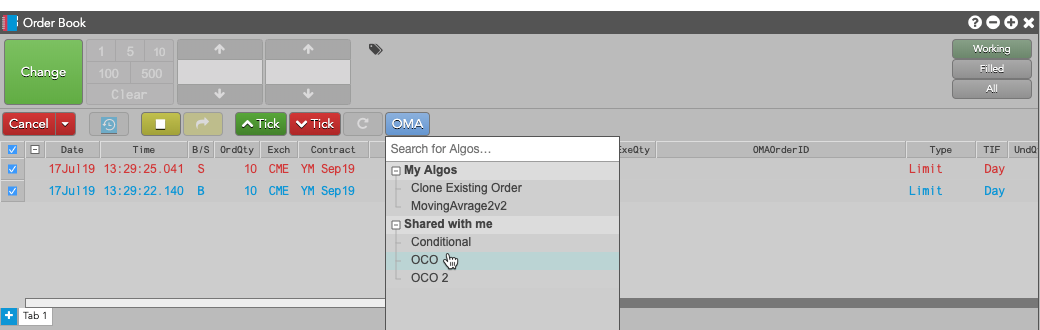 Order Book
Change
1 5 10
100 500
Clear
Working
Filled
All
Cancel Tick Tick OMA
Search for Algos...
Date Time B/S OrdQty Exch Contract ExeQty OMAOrderID Type TIF UndQ
17Jul19 13:29:25.041 S 10 CME YM Sep19 Limit Day
17Jul19 13:29:22.140 B 10 CME YM Sep19 Limit Day
My Algos
Clone Existing Order
MovingAvrage2v2
Shared with me
Conditional
OCO
OCO 2
Tab 1